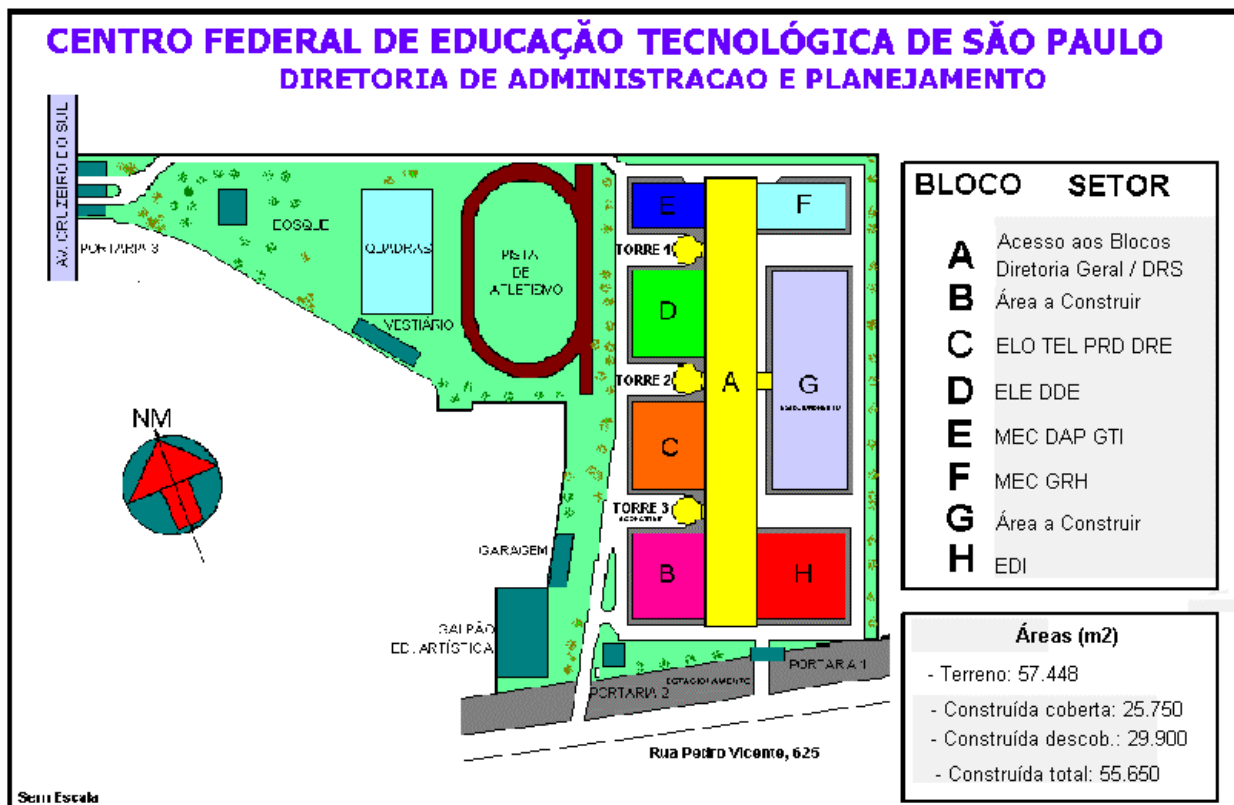 CENTRO FEDERAL DE EDUCAÇÃO TECNOLÓGICA DE SÃO PAULO
DIRETORIA DE ADMINISTRACAO E PLANEJAMENTO
AV. CRUZEIRO DO SUL
PORTARIA 3
BOSQUE
QUADRAS
VESTIÁRIO
PISTA
DE
ATLETISMO
E
F
TORRE 1
D
TORRE 2
A
G
C
TORRE 3
B
H
NM
GARAGEM
GALPÃO
ED. ARTÍSTICA
PORTARIA 1
ESTACIONAMENTO
PORTARIA 2
Rua Pedro Vicente, 625
Sem Escala
BLOCO SETOR
A Acesso aos Blocos
Diretoria Geral / DRS
B Área a Construir
C ELO TEL PRD DRE
D ELE DDE
E MEC DAP GTI
F MEC GRH
G Área a Construir
H EDI
Áreas (m2)
- Terreno: 57.448
- Construída coberta: 25.750
- Construída descob.: 29.900
- Construída total: 55.650